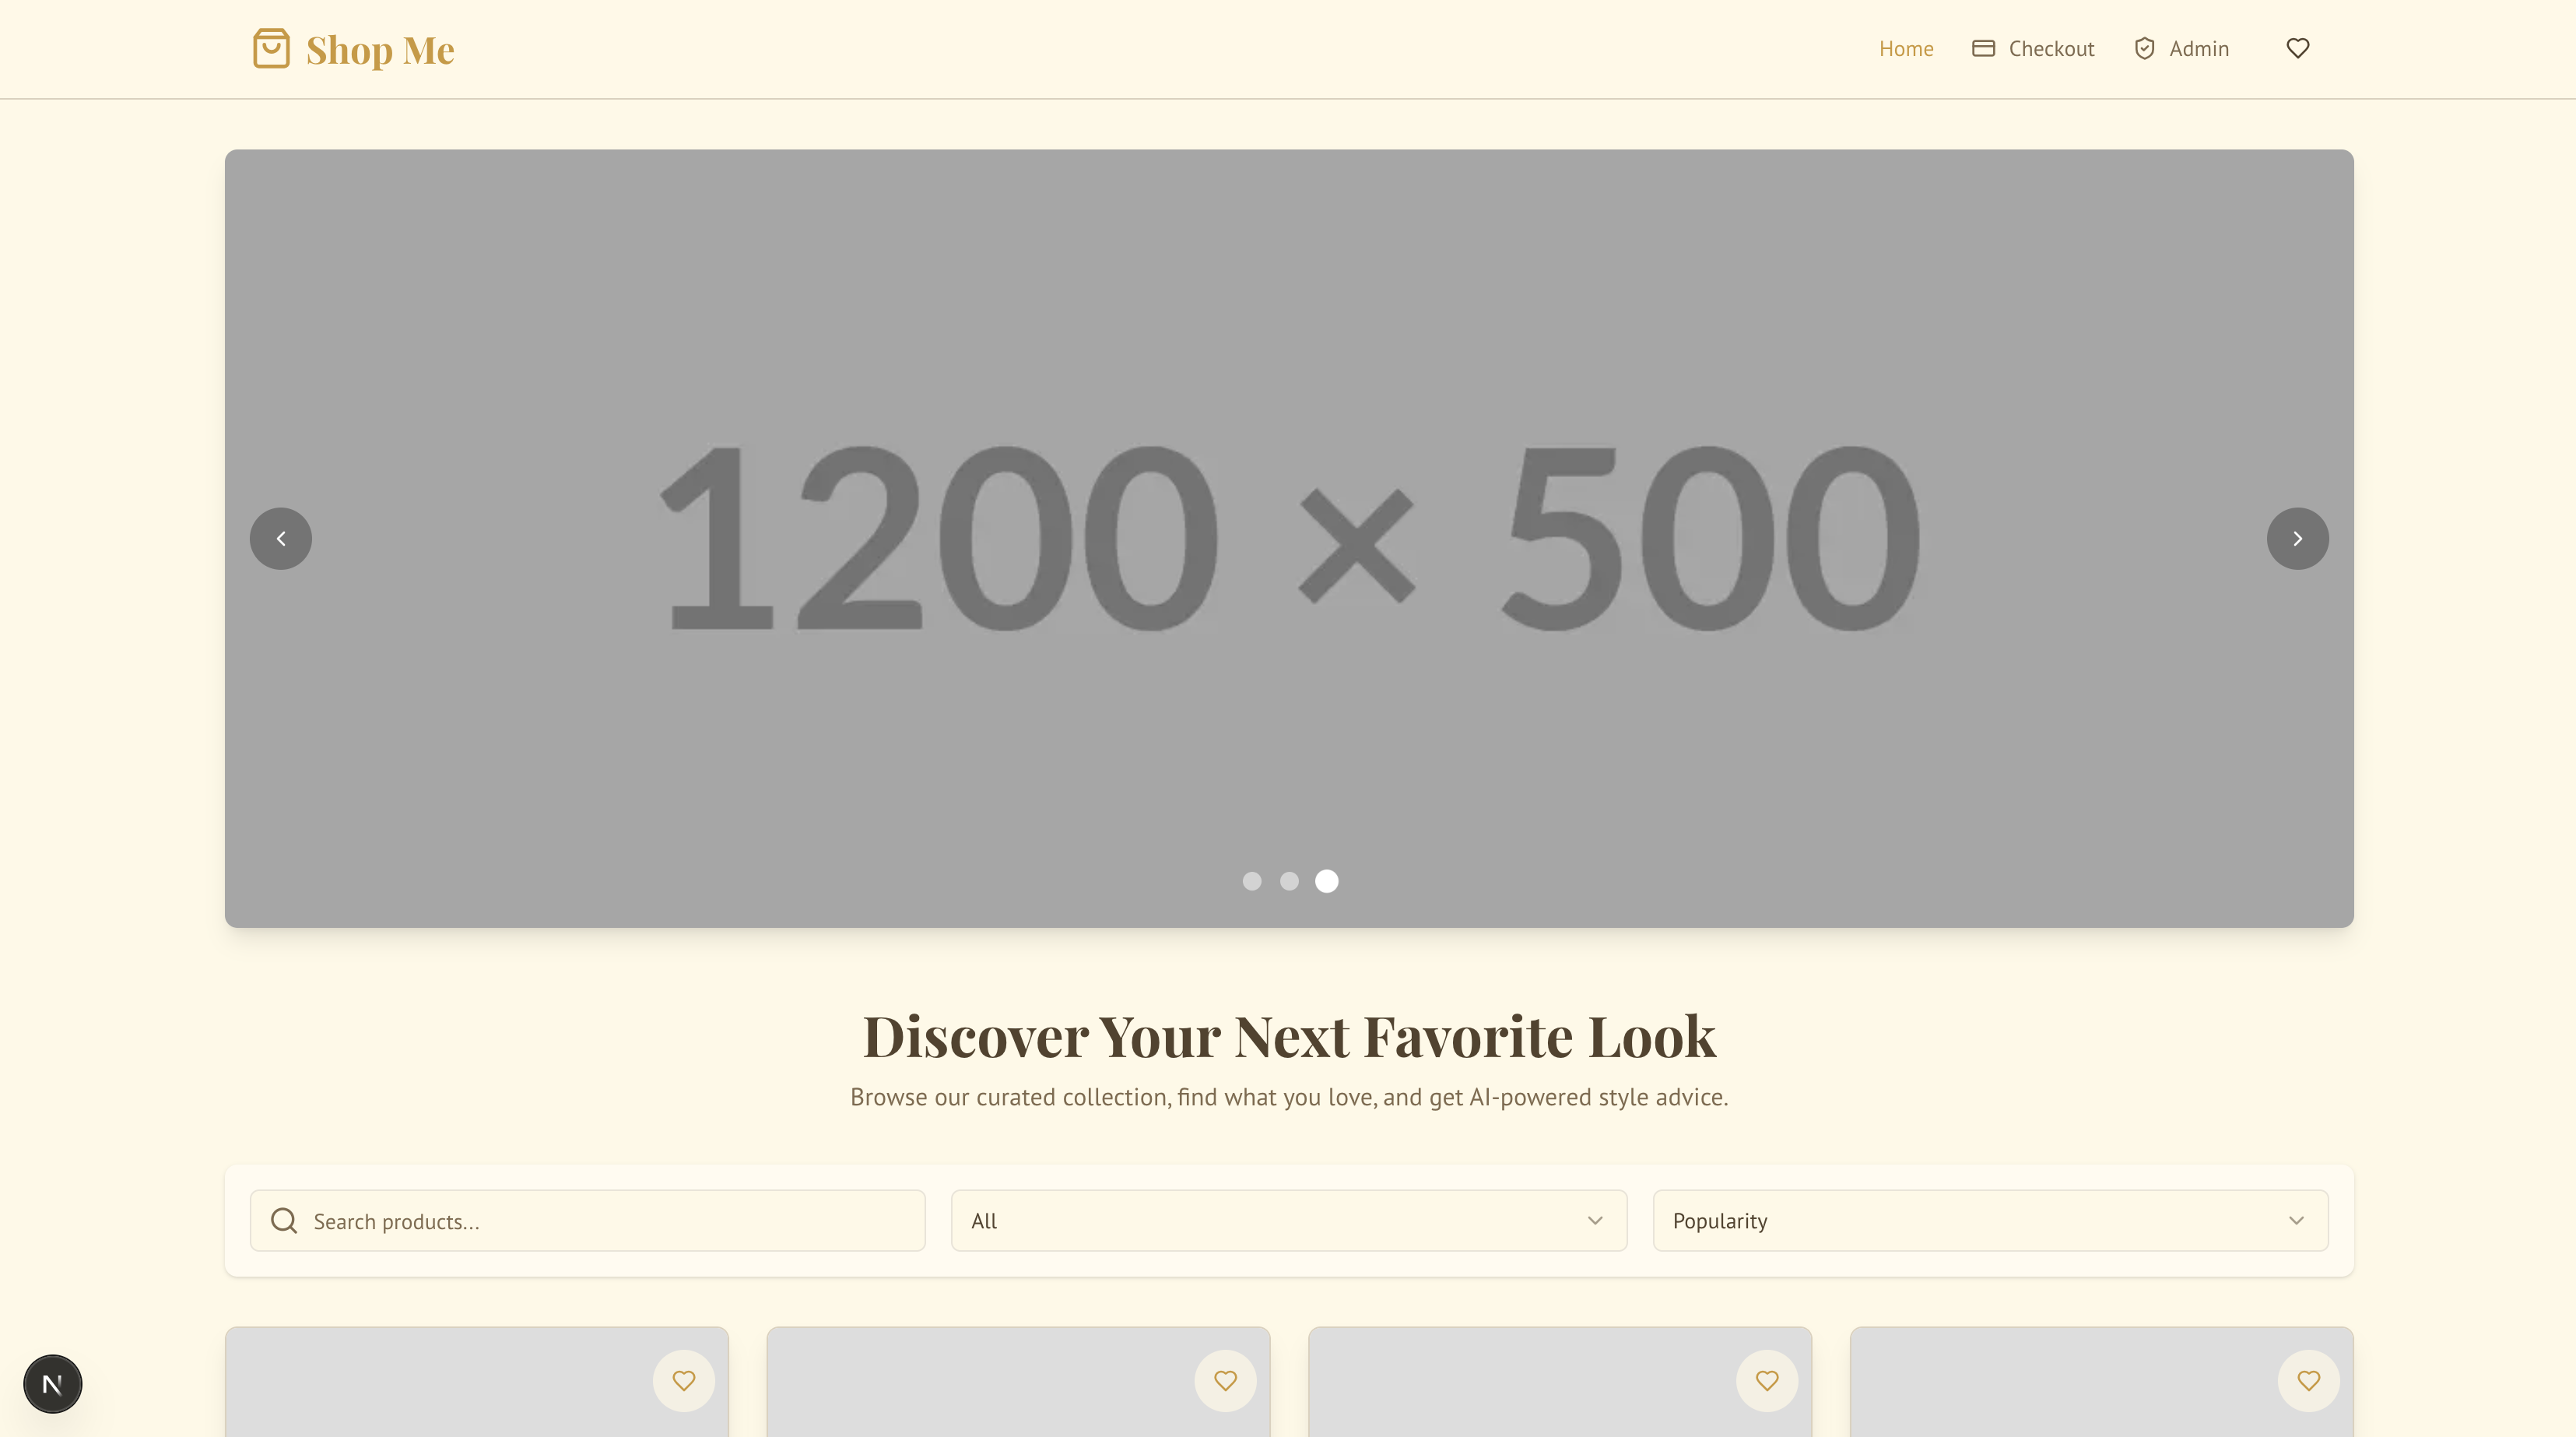 Shop Me
Home
Checkout
Admin
1200 × 500
Discover Your Next Favorite Look
Browse our curated collection, find what you love, and get AI-powered style advice.
Search products...
All
Popularity
N